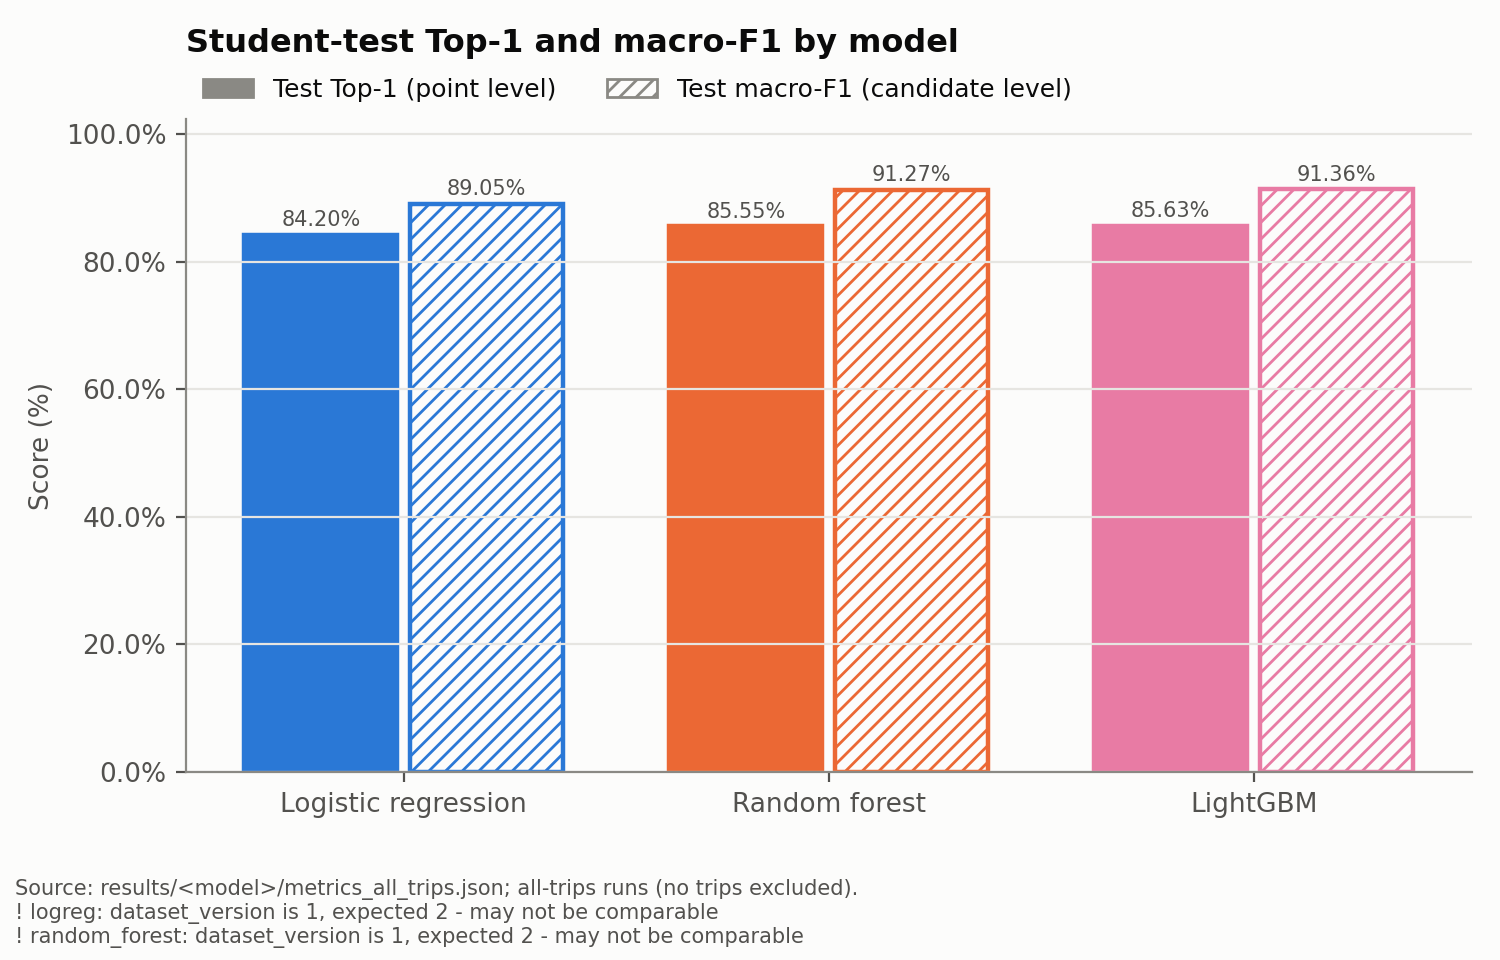 Student-test Top-1 and macro-F1 by model
Test Top-1 (point level)
Test macro-F1 (candidate level)
Score (%)
100.0%
80.0%
60.0%
40.0%
20.0%
0.0%
84.20%
89.05%
85.55%
91.27%
85.63%
91.36%
Logistic regression
Random forest
LightGBM
Source: results/<model>/metrics_all_trips.json; all-trips runs (no trips excluded).
! logreg: dataset_version is 1, expected 2 - may not be comparable
! random_forest: dataset_version is 1, expected 2 - may not be comparable